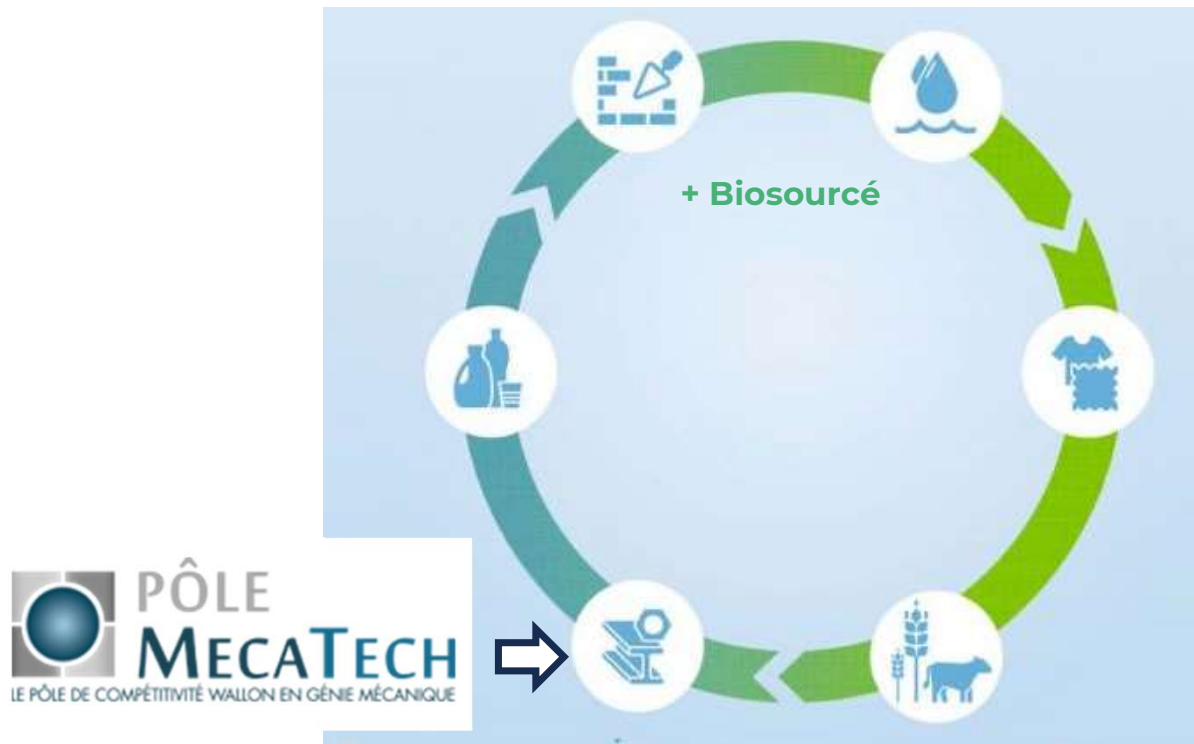 + Biosourcé
PÔLE
MECATECH
LE PÔLE DE COMPÉTITIVITÉ WALLON EN GÉNIE MÉCANIQUE